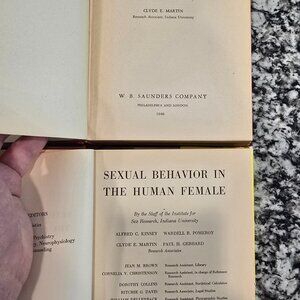 CLYDE E. MARTIN
Research Associate, Indiana University
W. B. SAUNDERS COMPANY
PHILADELPHIA AND LONDON
SEXUAL BEHAVIOR IN
THE HUMAN FEMALE
By the Staff of the Institute for
Sex Research, Indiana University
ALFRED C. KINSEY WARDELL B. POMEROY
CLYDE E. MARTIN PAUL H. GEBHARD
Research Associates
JEAN M. BROWN Research Assistant, Library
CORNELIA V. CHRISTENSON Research Assistant, in charge of Reference
Research
DOROTHY COLLINS Research Assistant, Statistical Calculation
RITCHIE G. DAVIS Research Associate, Legal Studies
EDITORS
Psychiatry
Neurophysiology